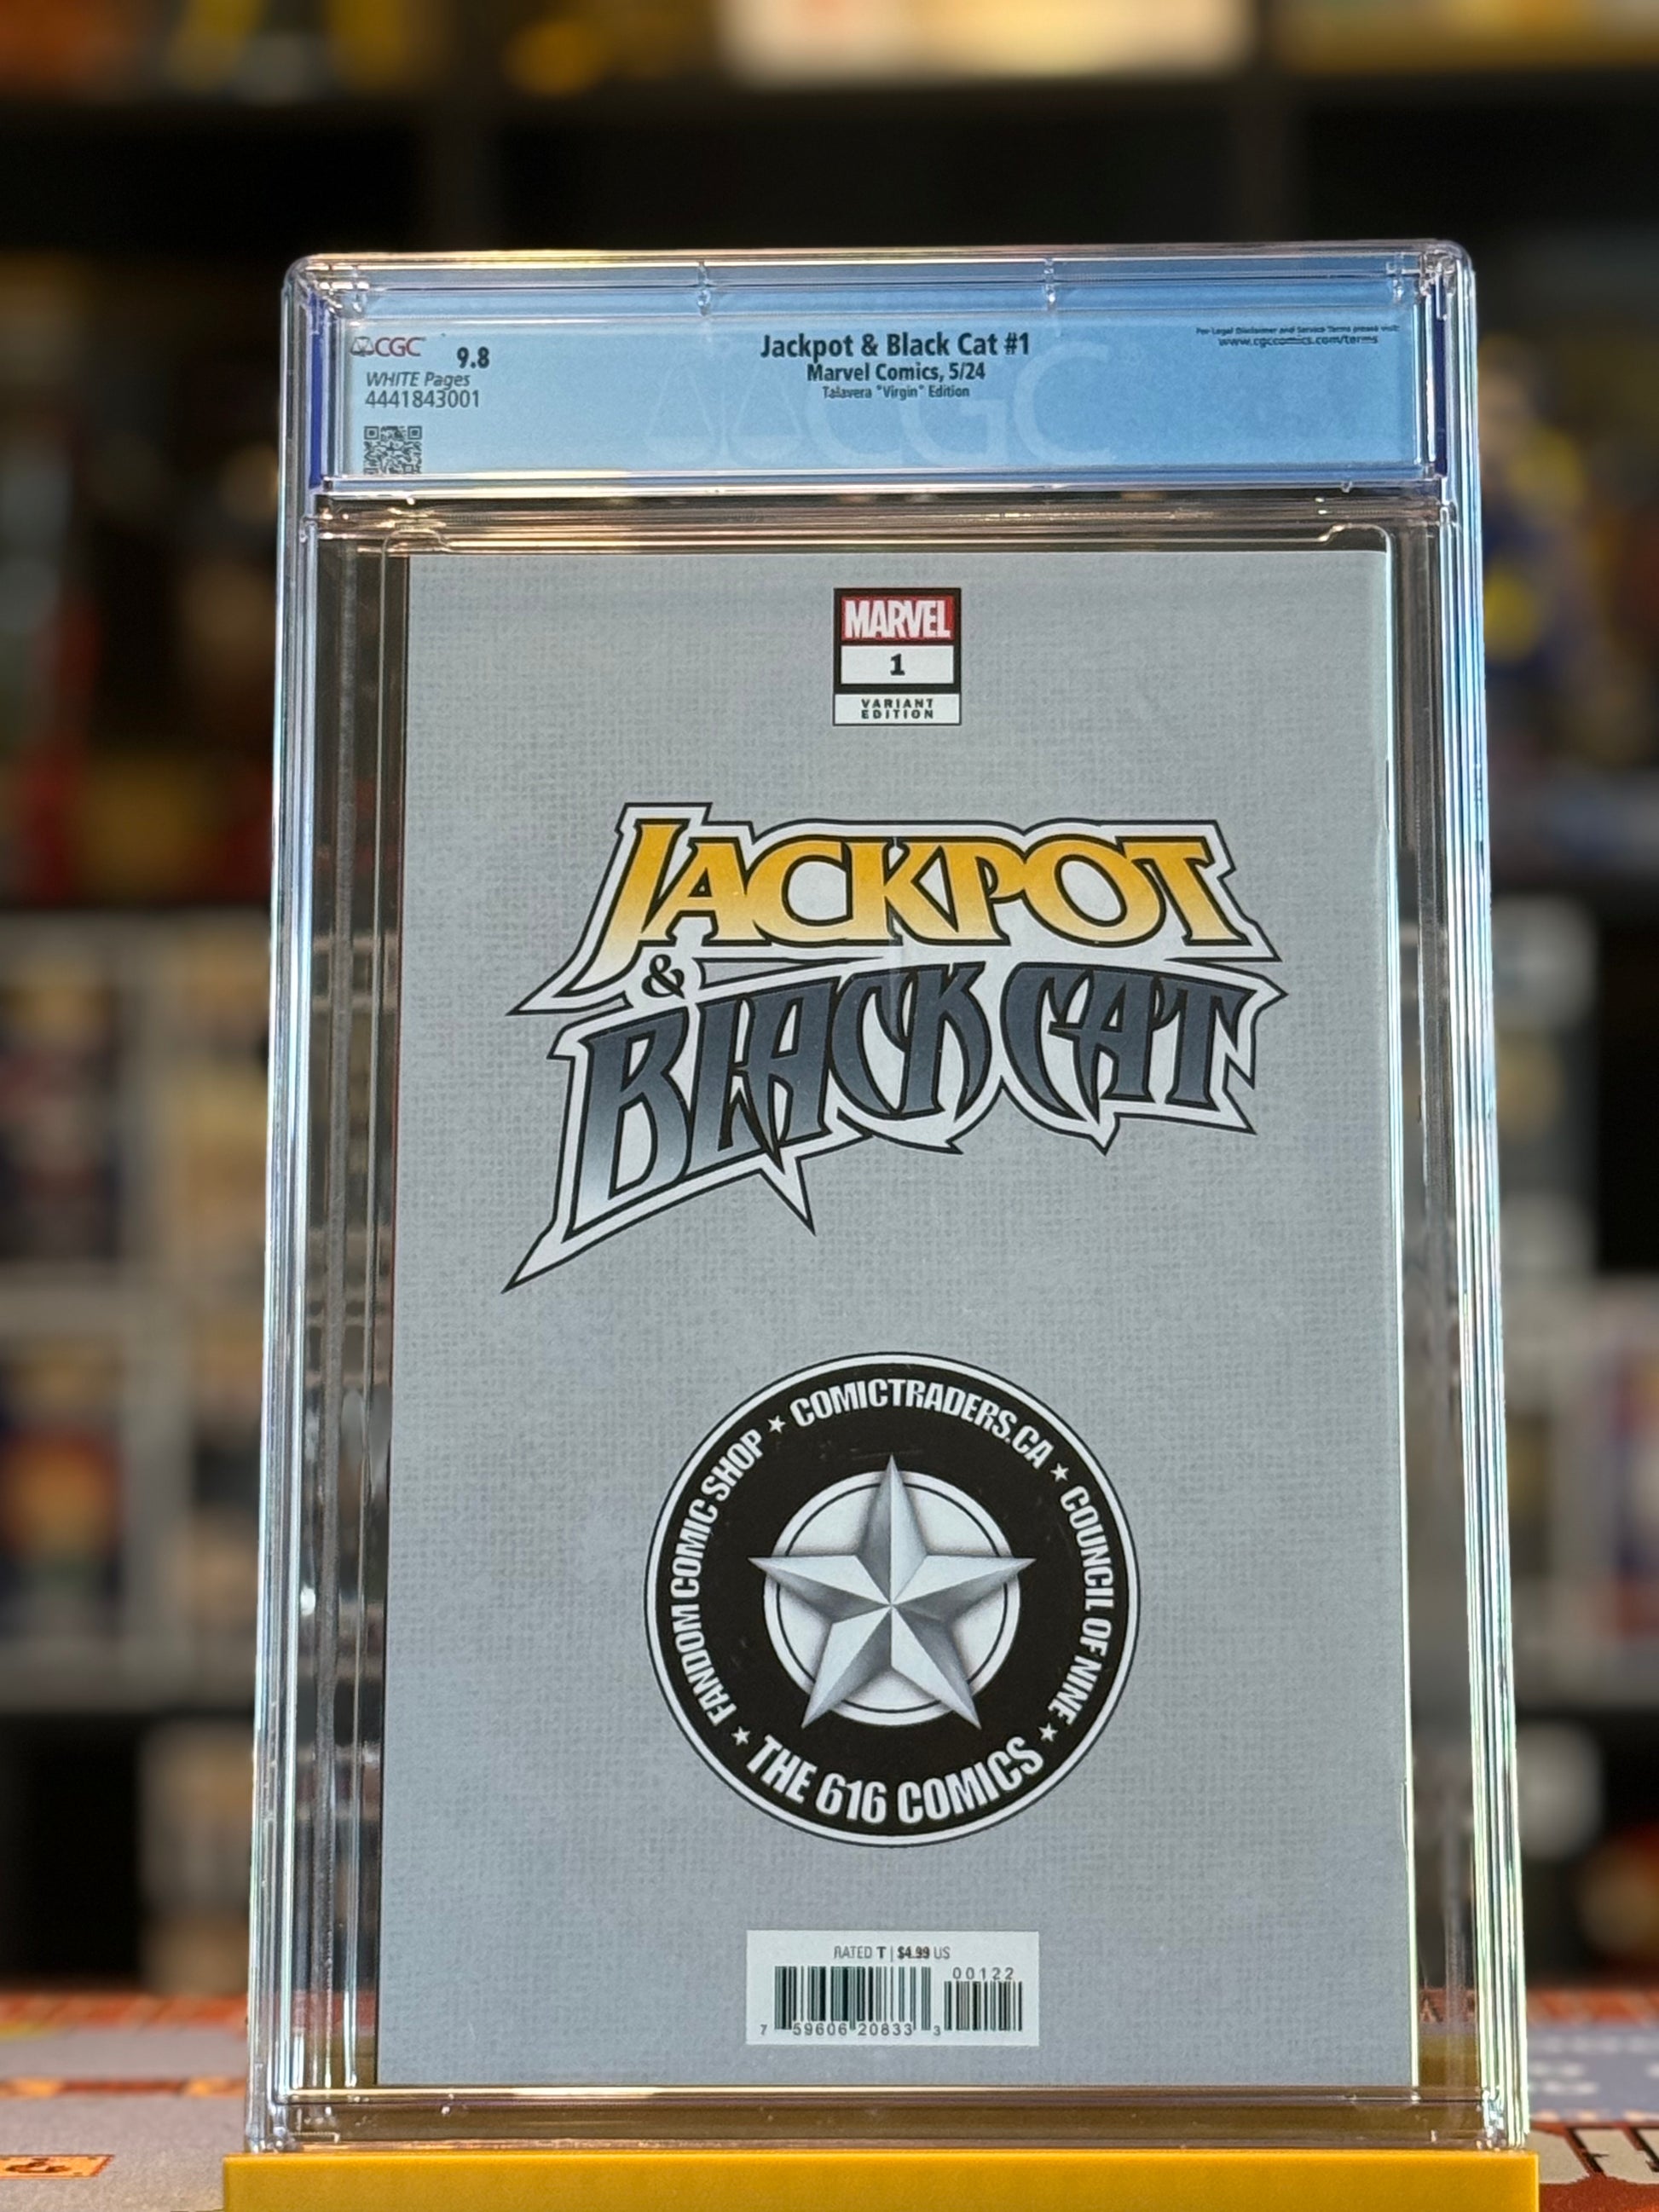 CGC 9.8
WHITE Pages
4441843001
Jackpot & Black Cat #1
Marvel Comics, 5/24
Talavera "Virgin" Edition
For Legal Disclaimer and Service Terms please visit:
www.cgccomics.com/terms
CGC
MARVEL
1
VARIANT
EDITION
JACKPOT
&
BLACK CAT
FANDOM COMIC SHOP ★ COMICTRADERS.CA ★ COUNCIL OF NINE ★ THE 616 COMICS ★
RATED T | $4.99 US
00122
7 59606 20833 3